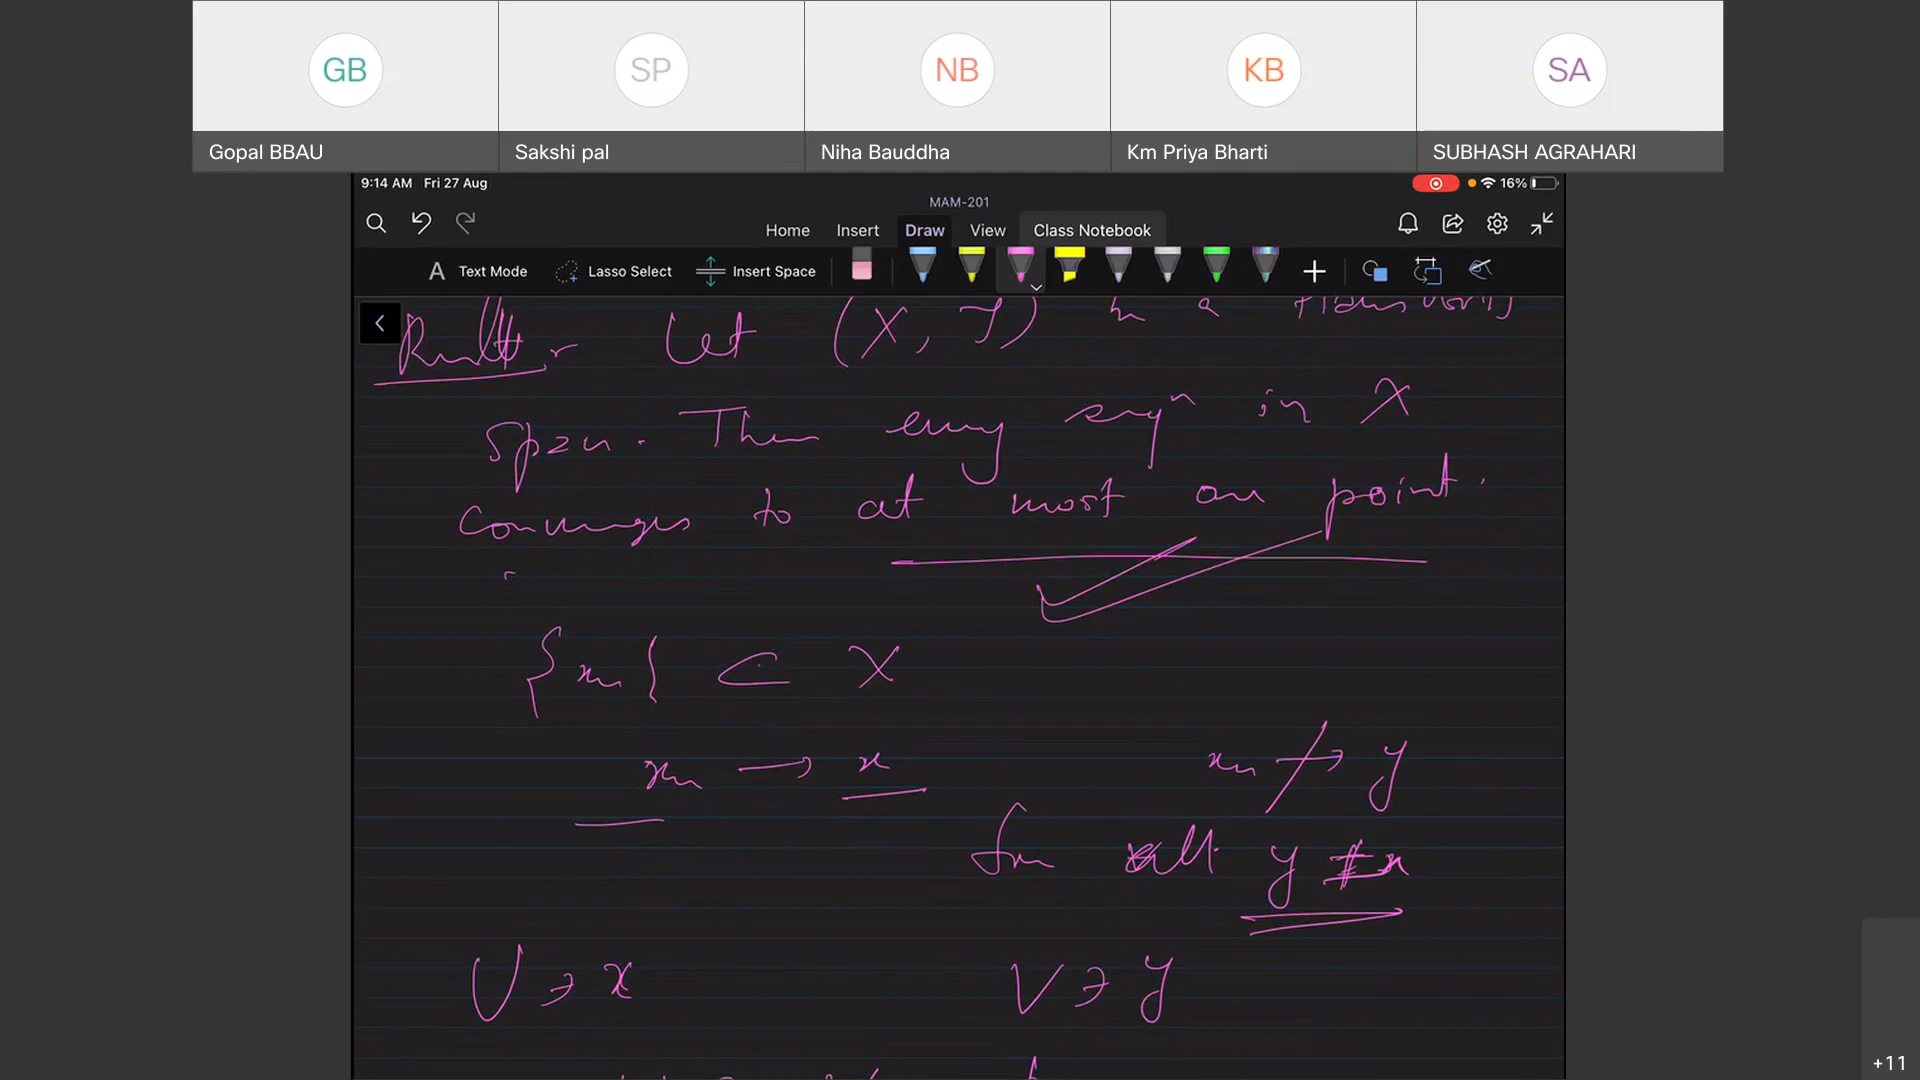 GB SP NB KB SA
Gopal BBAU Sakshi pal Niha Bauddha Km Priya Bharti SUBHASH AGRAHARI
9:14 AM Fri 27 Aug 16%
MAM-201
Home Insert Draw View Class Notebook
A Text Mode Lasso Select Insert Space
Result. Let (X, T) be a Hausdorff
space. Then every seqn in X
converges to at most one point.
{xn} ⊂ X
xn → x xn ↛ y
for all y ≠ x
U ∋ x V ∋ y
+11